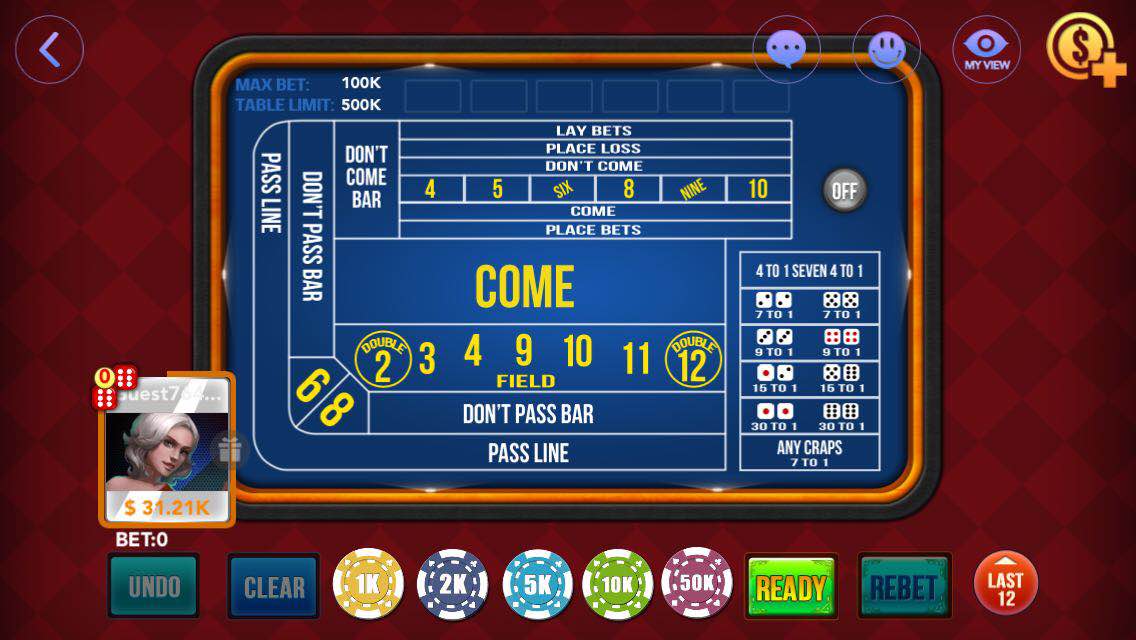 MY VIEW
MAX BET: 100K
TABLE LIMIT: 500K
PASS LINE
DON'T PASS BAR
DON'T
COME
BAR
LAY BETS
PLACE LOSS
DON'T COME
4 5 SIX 8 NINE 10
COME
PLACE BETS
OFF
COME
DOUBLE 2 3 4 9 10 11 DOUBLE 12
FIELD
6 8
DON'T PASS BAR
PASS LINE
4 TO 1 SEVEN 4 TO 1
7 TO 1 7 TO 1
9 TO 1 9 TO 1
15 TO 1 15 TO 1
30 TO 1 30 TO 1
ANY CRAPS
7 TO 1
0
$ 31.21K
BET:0
UNDO
CLEAR
1K
2K
5K
10K
50K
READY
REBET
LAST
12